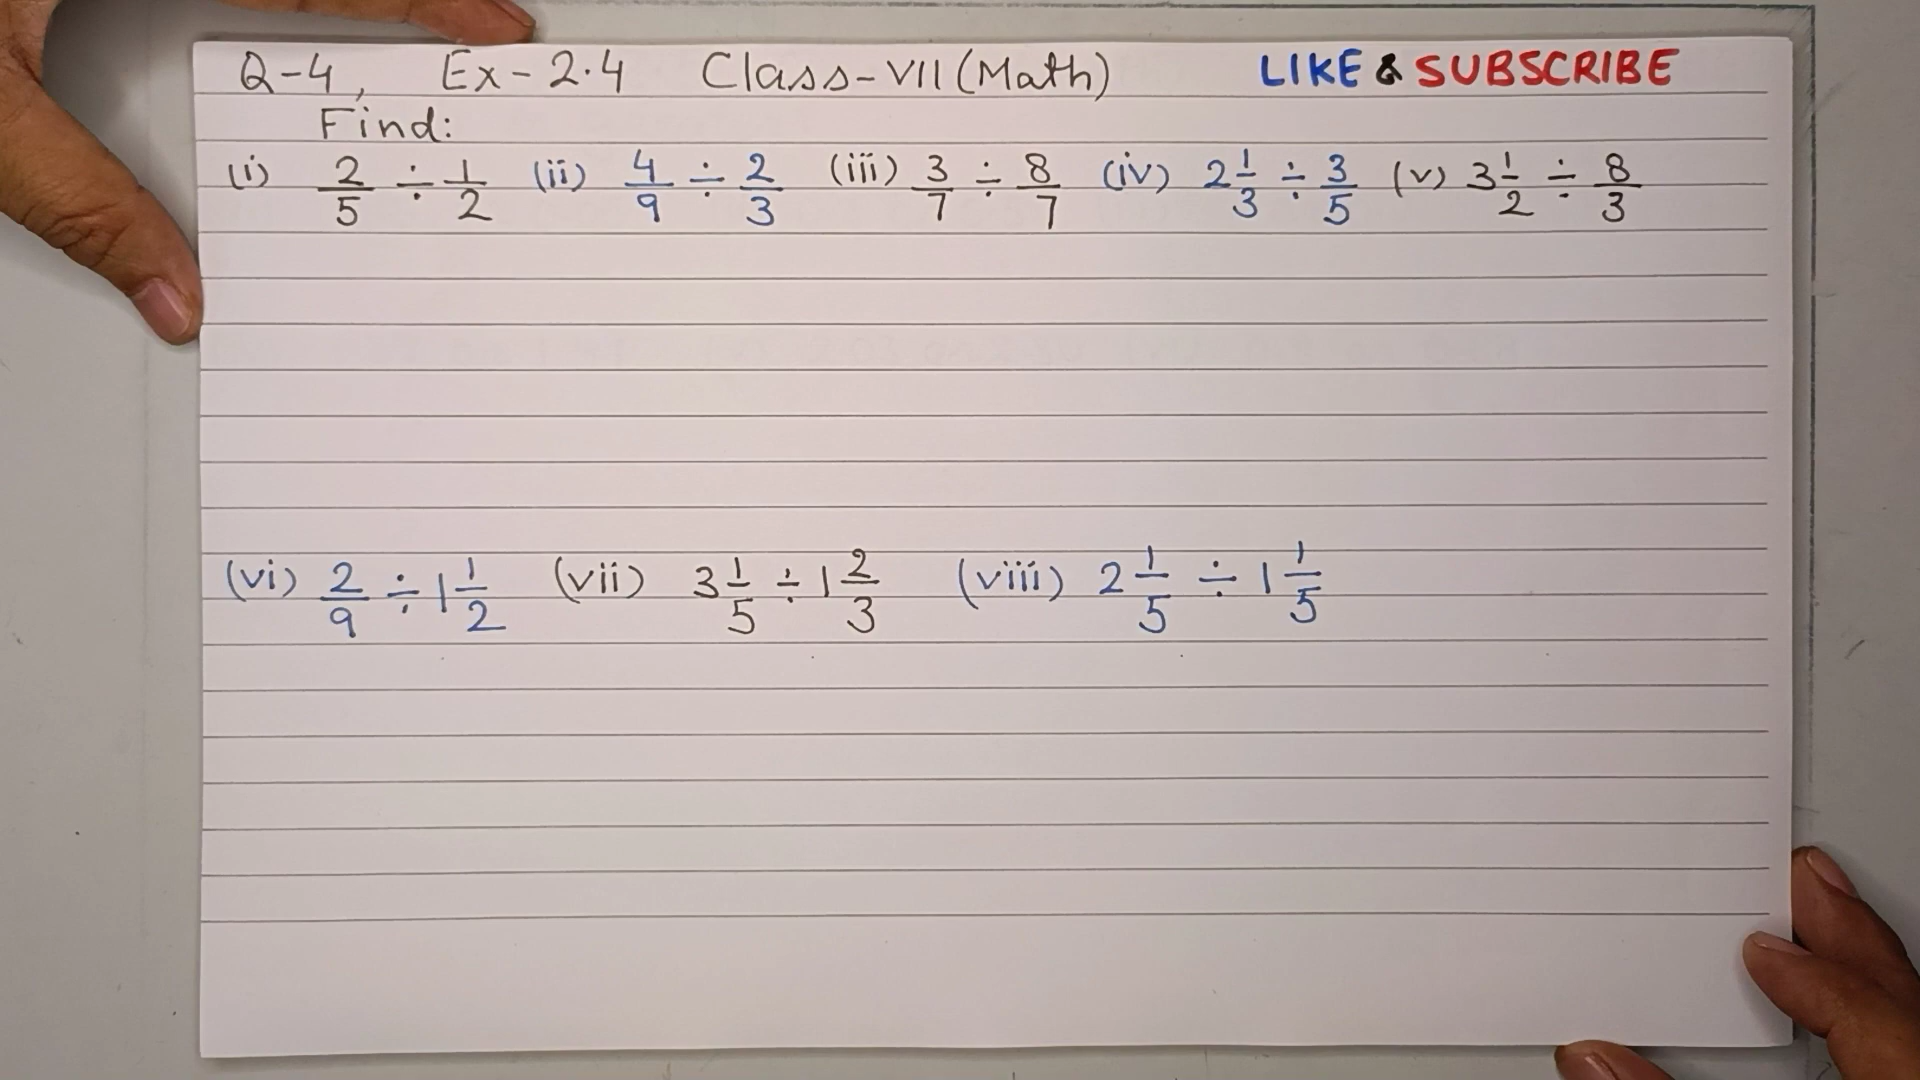 Q-4, Ex-2.4 Class-VII (Math) LIKE & SUBSCRIBE
Find:
(i) 2/5 ÷ 1/2 (ii) 4/9 ÷ 2/3 (iii) 3/7 ÷ 8/7 (iv) 2 1/3 ÷ 3/5 (v) 3 1/2 ÷ 8/3
(vi) 2/9 ÷ 1 1/2 (vii) 3 1/5 ÷ 1 2/3 (viii) 2 1/5 ÷ 1 1/5